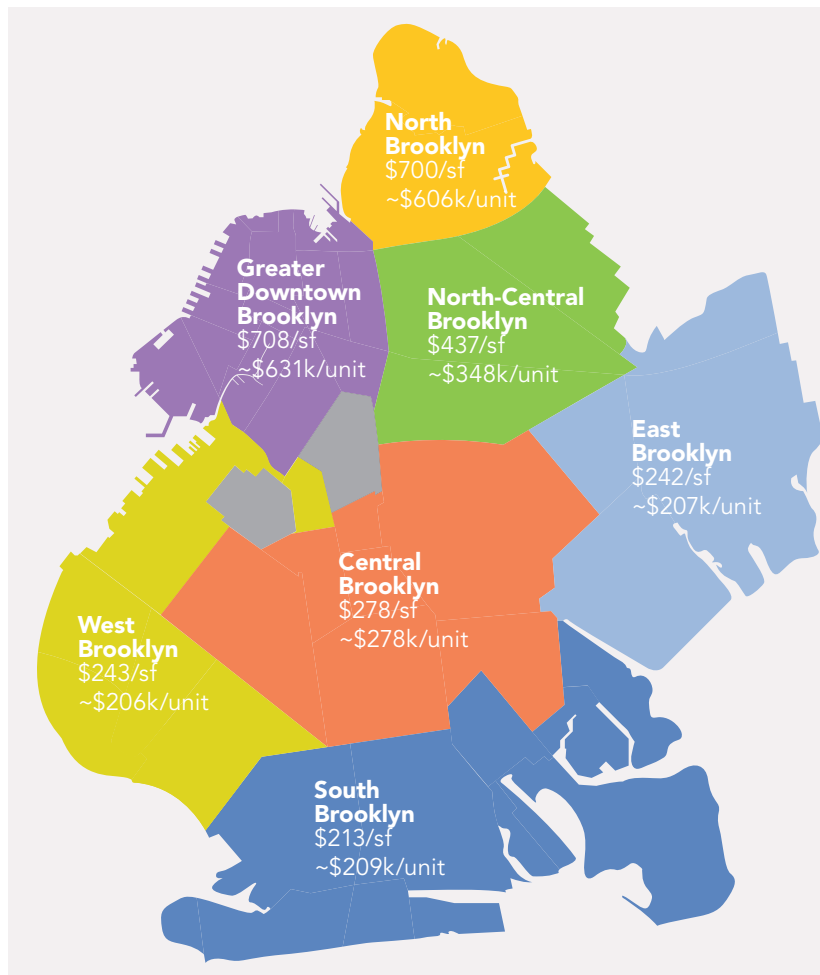 North
Brooklyn
$700/sf
~$606k/unit
Greater
Downtown
Brooklyn
$708/sf
~$631k/unit
North-Central
Brooklyn
$437/sf
~$348k/unit
East
Brooklyn
$242/sf
~$207k/unit
Central
Brooklyn
$278/sf
~$278k/unit
West
Brooklyn
$243/sf
~$206k/unit
South
Brooklyn
$213/sf
~$209k/unit